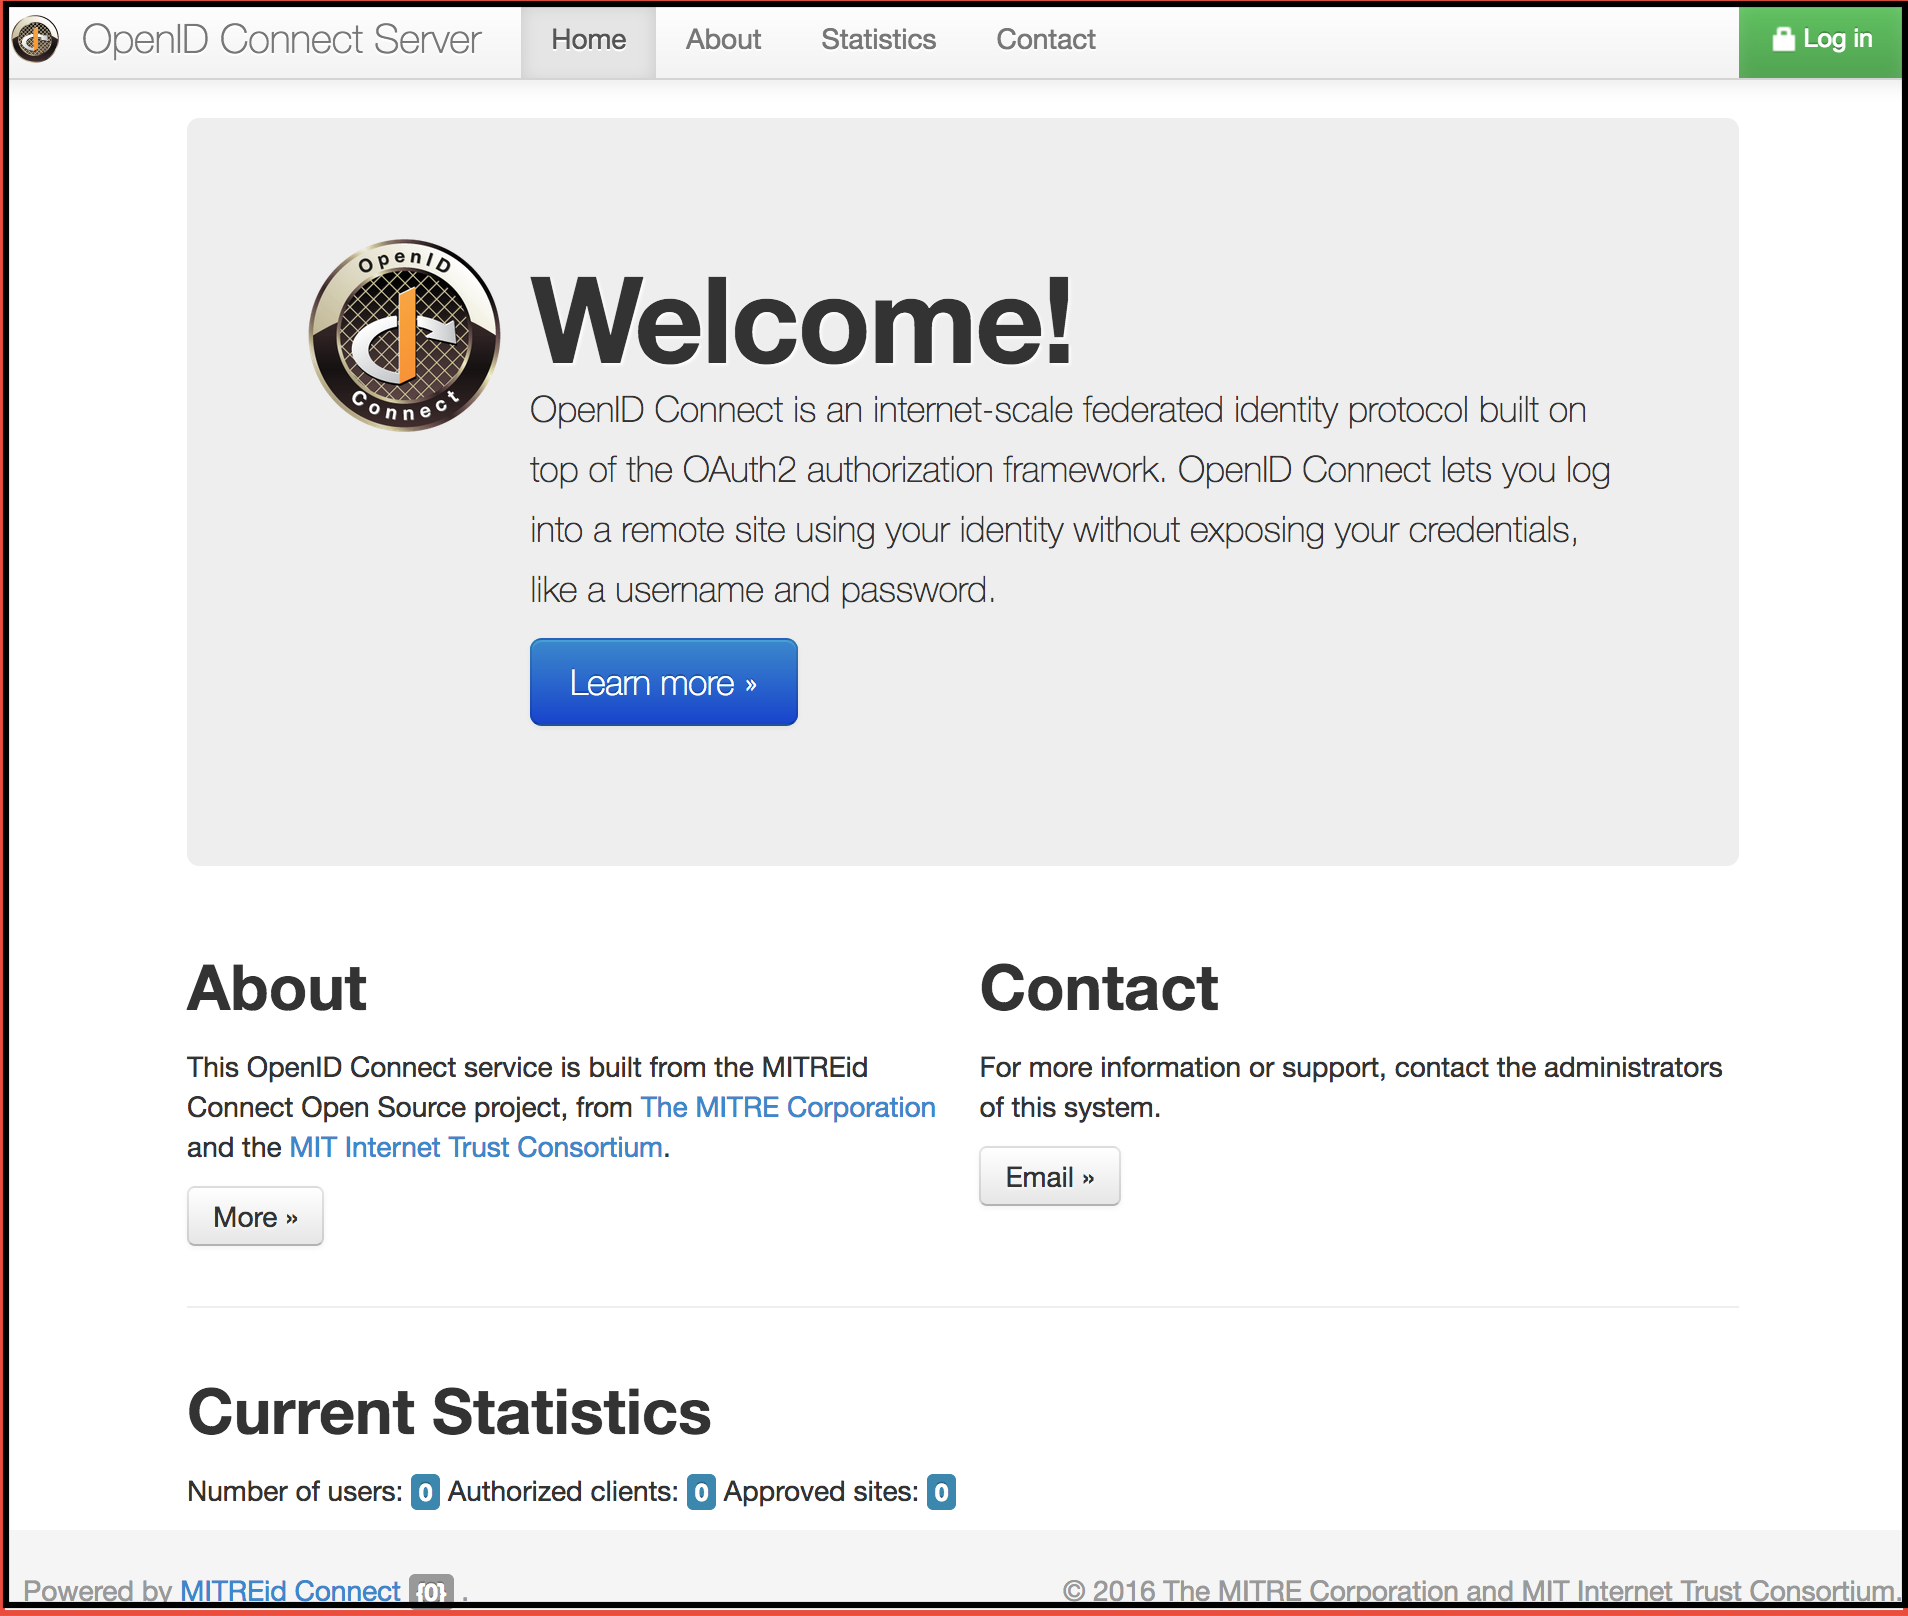 OpenID Connect Server Home About Statistics Contact Log in
OpenID
Connect
Welcome!
OpenID Connect is an internet-scale federated identity protocol built on
top of the OAuth2 authorization framework. OpenID Connect lets you log
into a remote site using your identity without exposing your credentials,
like a username and password.
Learn more »
About
This OpenID Connect service is built from the MITREid
Connect Open Source project, from The MITRE Corporation
and the MIT Internet Trust Consortium.
More »
Contact
For more information or support, contact the administrators
of this system.
Email »
Current Statistics
Number of users: 0 Authorized clients: 0 Approved sites: 0
Powered by MITREid Connect {0} .
© 2016 The MITRE Corporation and MIT Internet Trust Consortium.